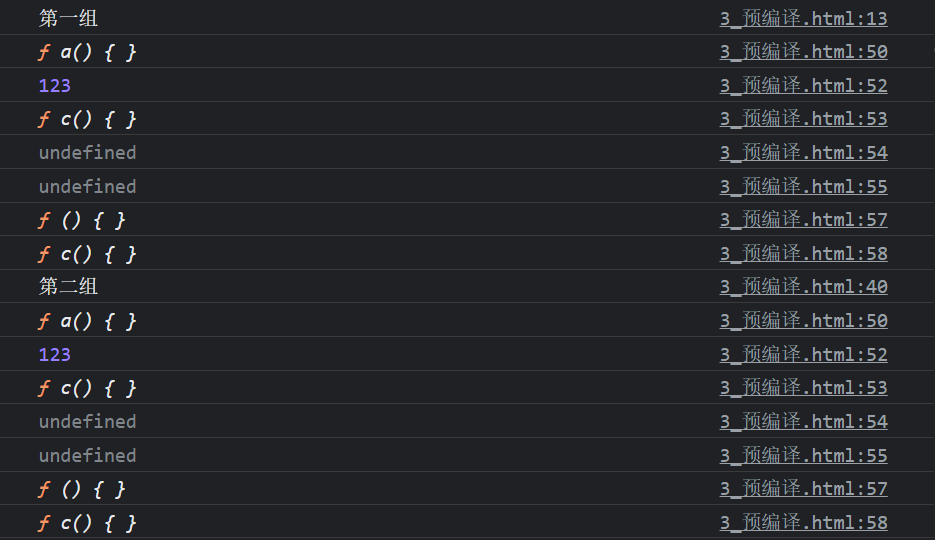 第一组 3_预编译.html:13
ƒ a() { } 3_预编译.html:50
123 3_预编译.html:52
ƒ c() { } 3_预编译.html:53
undefined 3_预编译.html:54
undefined 3_预编译.html:55
ƒ () { } 3_预编译.html:57
ƒ c() { } 3_预编译.html:58
第二组 3_预编译.html:40
ƒ a() { } 3_预编译.html:50
123 3_预编译.html:52
ƒ c() { } 3_预编译.html:53
undefined 3_预编译.html:54
undefined 3_预编译.html:55
ƒ () { } 3_预编译.html:57
ƒ c() { } 3_预编译.html:58